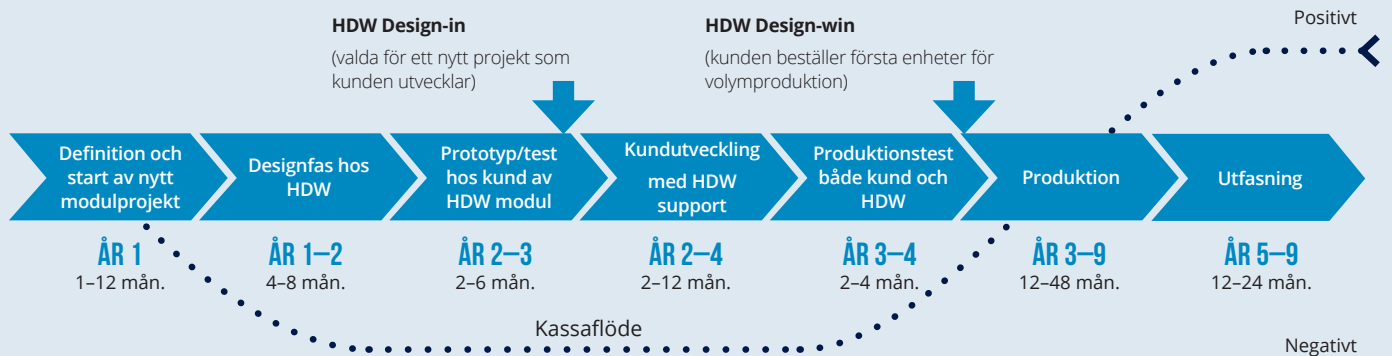 HDW Design-in
(valda för ett nytt projekt som
kunden utvecklar)
HDW Design-win
(kunden beställer första enheter för
volymproduktion)
Positivt
Definition och
start av nytt
modulprojekt
Designfas hos
HDW
Prototyp/test
hos kund av
HDW modul
Kundutveckling
med HDW
support
Produktionstest
både kund och
HDW
Produktion
Utfasning
ÅR 1
1–12 mån.
ÅR 1–2
4–8 mån.
ÅR 2–3
2–6 mån.
ÅR 2–4
2–12 mån.
ÅR 3–4
2–4 mån.
ÅR 3–9
12–48 mån.
ÅR 5–9
12–24 mån.
Kassaflöde
Negativt